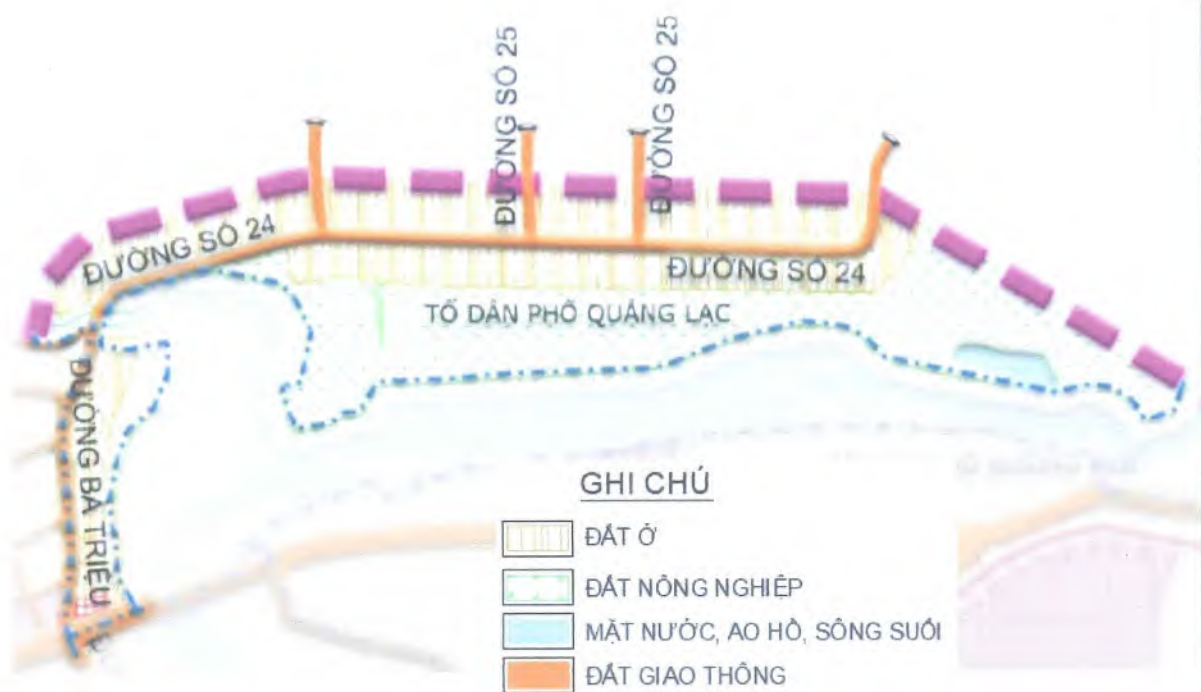 ĐƯỜNG SỐ 25
ĐƯỜNG SỐ 25
ĐƯỜNG SỐ 24
ĐƯỜNG SỐ 24
TỔ DÂN PHỐ QUẢNG LẠC
ĐƯỜNG BÀ TRIỆU
GHI CHÚ
ĐẤT Ở
ĐẤT NÔNG NGHIỆP
MẶT NƯỚC, AO HỒ, SÔNG SUỐI
ĐẤT GIAO THÔNG